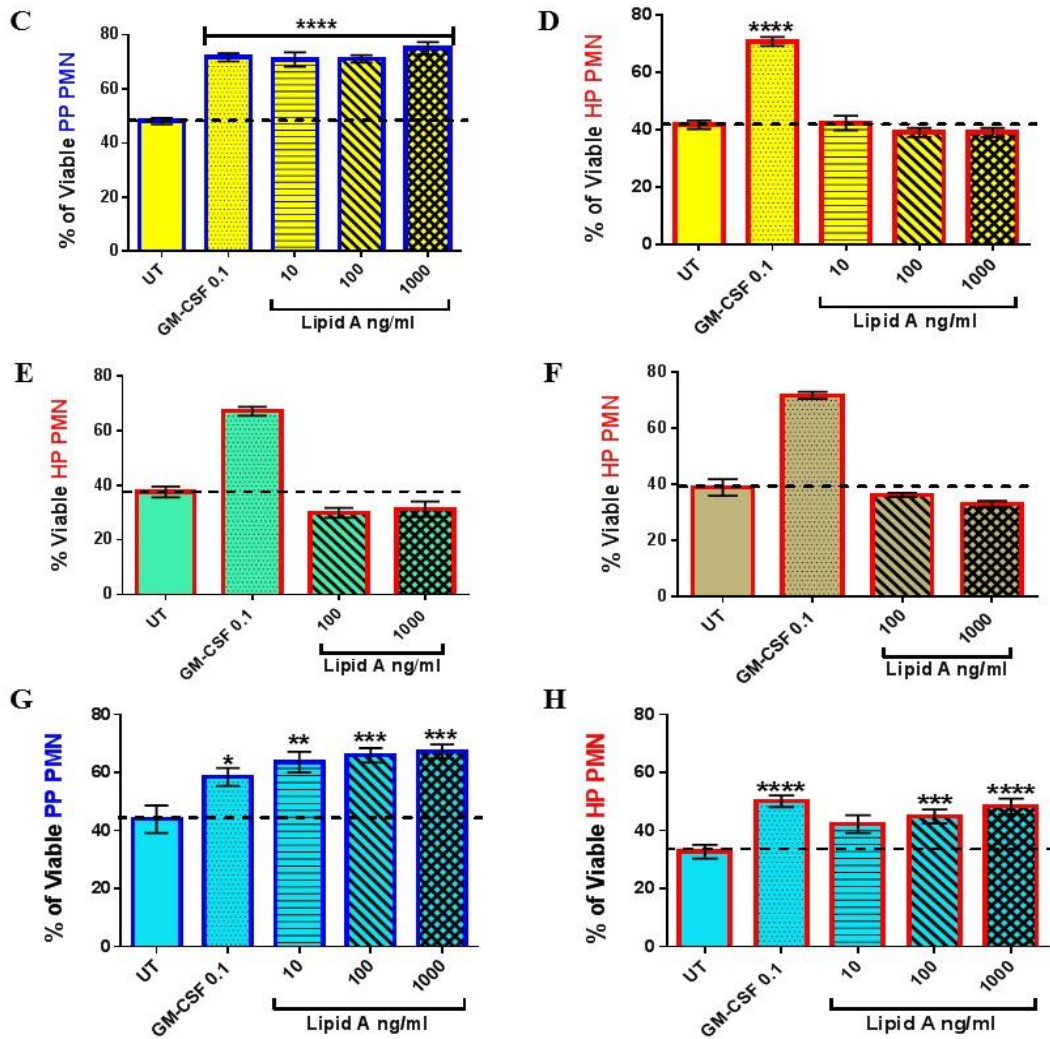 C
% of Viable PP PMN
80
60
40
20
0
****
UT
GM-CSF 0.1
10
100
1000
Lipid A ng/ml
D
% of Viable HP PMN
80
60
40
20
0
****
UT
GM-CSF 0.1
10
100
1000
Lipid A ng/ml
E
% Viable HP PMN
80
60
40
20
0
UT
GM-CSF 0.1
100
1000
Lipid A ng/ml
F
% Viable HP PMN
80
60
40
20
0
UT
GM-CSF 0.1
100
1000
Lipid A ng/ml
G
% of Viable PP PMN
80
60
40
20
0
*
**
***
***
UT
GM-CSF 0.1
10
100
1000
Lipid A ng/ml
H
% of Viable HP PMN
80
60
40
20
0
****
***
****
UT
GM-CSF 0.1
10
100
1000
Lipid A ng/ml